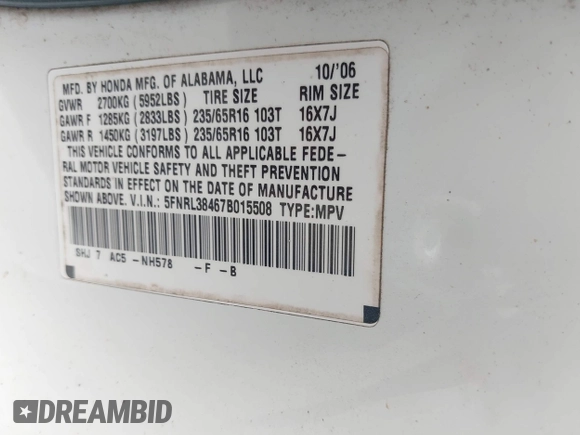 MFD. BY HONDA MFG. OF ALABAMA, LLC 10/'06
GVWR 2700KG (5952LBS) TIRE SIZE RIM SIZE
GAWR F 1285KG (2833LBS) 235/65R16 103T 16X7J
GAWR R 1450KG (3197LBS) 235/65R16 103T 16X7J
THIS VEHICLE CONFORMS TO ALL APPLICABLE FEDE-
RAL MOTOR VEHICLE SAFETY AND THEFT PREVENTION
STANDARDS IN EFFECT ON THE DATE OF MANUFACTURE
SHOWN ABOVE. V.I.N.: 5FNRL38467B015508 TYPE:MPV
SHJ 7 AC5 -NH578 -F -B
DREAMBID